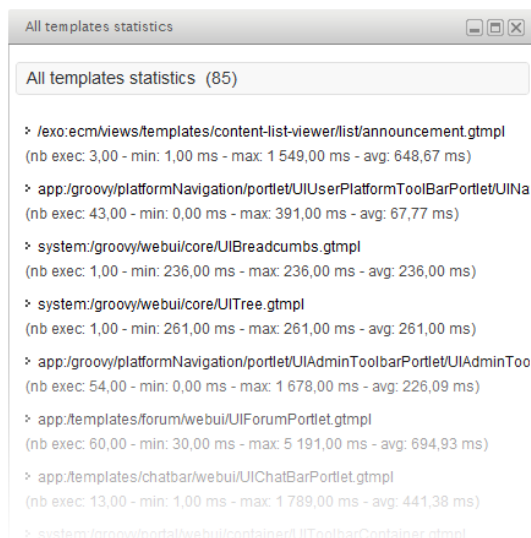 All templates statistics
All templates statistics (85)
/exo:ecm/views/templates/content-list-viewer/list/announcement.gtmpl
(nb exec: 3,00 - min: 1,00 ms - max: 1 549,00 ms - avg: 648,67 ms)
app:/groovy/platformNavigation/portlet/UIUserPlatformToolBarPortlet/UINa
(nb exec: 43,00 - min: 0,00 ms - max: 391,00 ms - avg: 67,77 ms)
system:/groovy/webui/core/UIBreadcumbs.gtmpl
(nb exec: 1,00 - min: 236,00 ms - max: 236,00 ms - avg: 236,00 ms)
system:/groovy/webui/core/UITree.gtmpl
(nb exec: 1,00 - min: 261,00 ms - max: 261,00 ms - avg: 261,00 ms)
app:/groovy/platformNavigation/portlet/UIAdminToolbarPortlet/UIAdminToo
(nb exec: 54,00 - min: 0,00 ms - max: 1 678,00 ms - avg: 226,09 ms)
app:/templates/forum/webui/UIForumPortlet.gtmpl
(nb exec: 60,00 - min: 30,00 ms - max: 5 191,00 ms - avg: 694,93 ms)
app:/templates/chatbar/webui/UIChatBarPortlet.gtmpl
(nb exec: 13,00 - min: 1,00 ms - max: 1 789,00 ms - avg: 441,38 ms)
system:/groovy/portal/webui/container/UIToolbarContainer.gtmpl